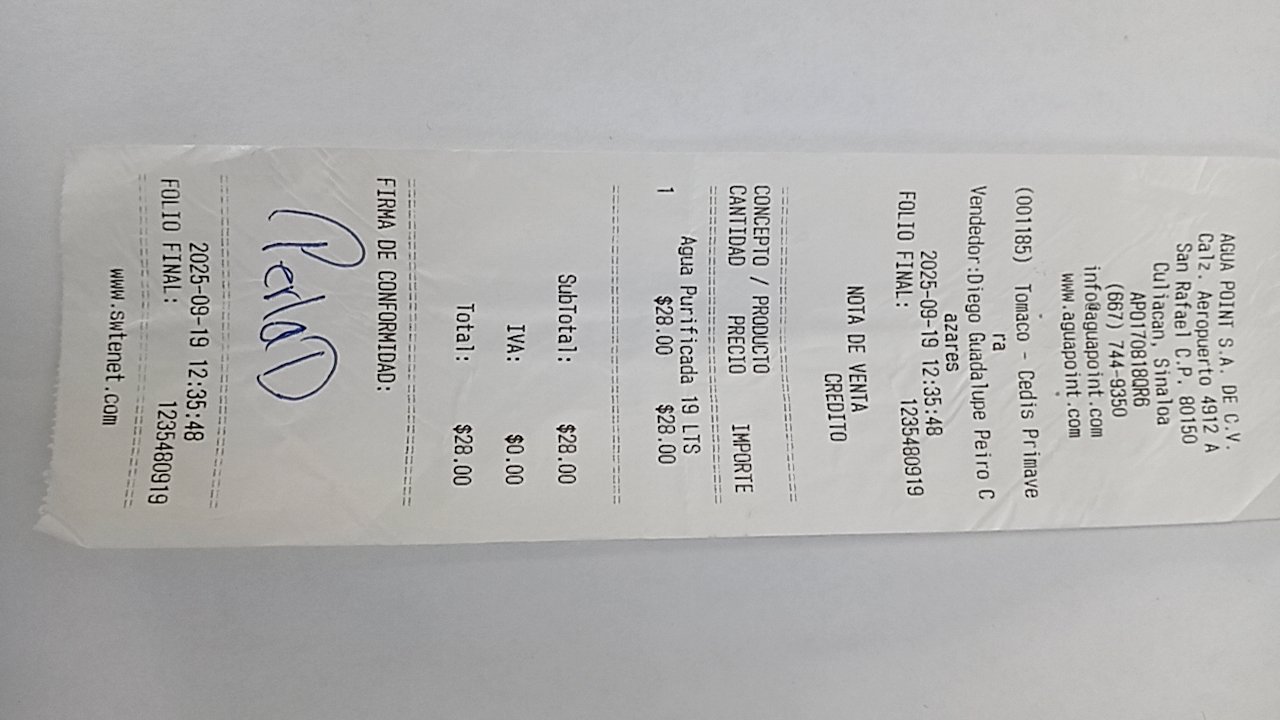 AGUA POINT S.A. DE C.V.
Calz. Aeropuerto 4912 A
San Rafael C.P. 80150
Culiacan, Sinaloa
APO170818QR6
(667) 744-9350
info@aguapoint.com
www.aguapoint.com
(001185) Tomaco - Cedis Primave
ra
Vendedor:Diego Guadalupe Peiro C
azares
2025-09-19 12:35:48
FOLIO FINAL: 1235480919
NOTA DE VENTA
CREDITO
CONCEPTO / PRODUCTO
CANTIDAD PRECIO IMPORTE
Agua Purificada 19 LTS
1 $28.00 $28.00
SubTotal: $28.00
IVA: $0.00
Total: $28.00
FIRMA DE CONFORMIDAD:
Perla D
2025-09-19 12:35:48
FOLIO FINAL: 1235480919
www.swtenet.com